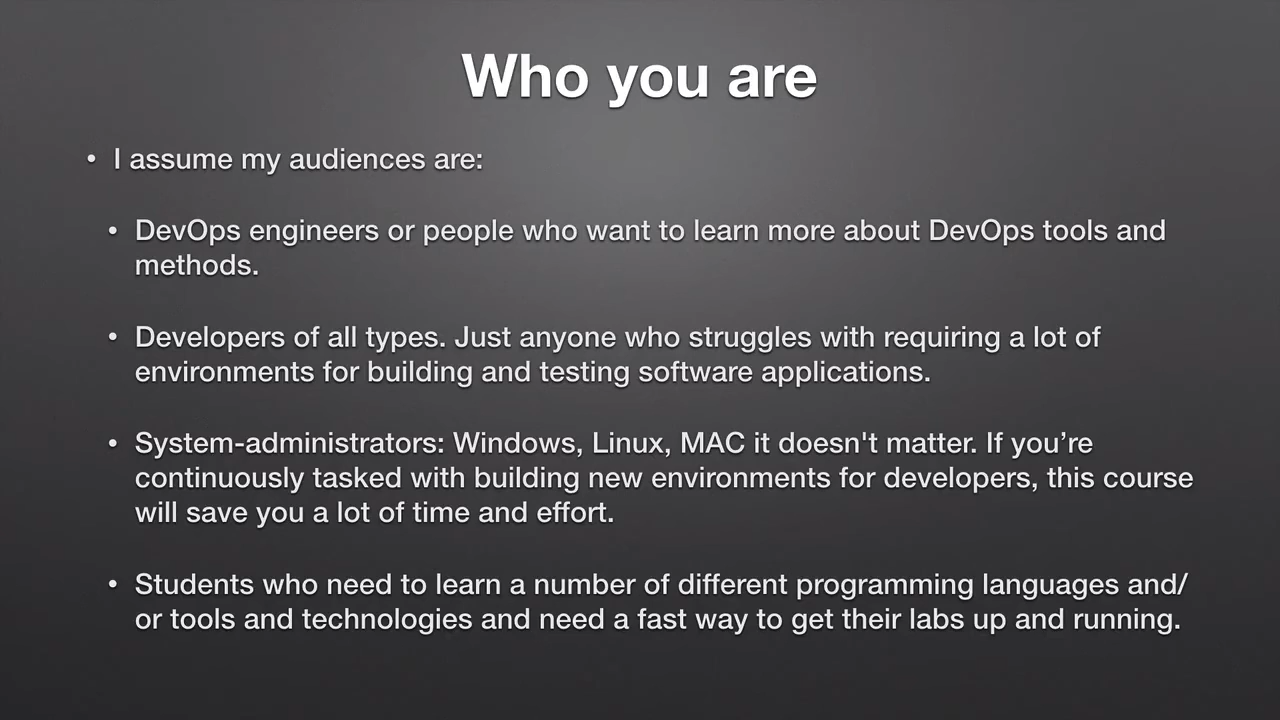 Who you are
• I assume my audiences are:
• DevOps engineers or people who want to learn more about DevOps tools and
methods.
• Developers of all types. Just anyone who struggles with requiring a lot of
environments for building and testing software applications.
• System-administrators: Windows, Linux, MAC it doesn't matter. If you’re
continuously tasked with building new environments for developers, this course
will save you a lot of time and effort.
• Students who need to learn a number of different programming languages and/
or tools and technologies and need a fast way to get their labs up and running.